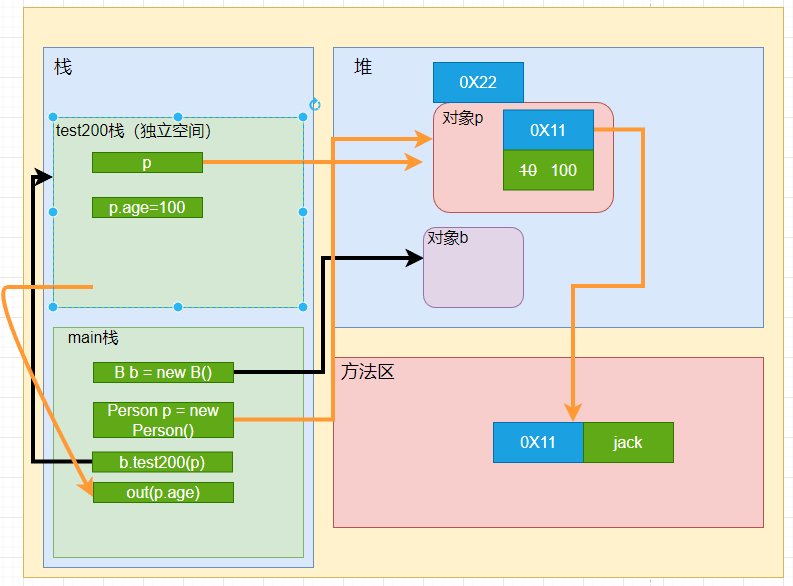 栈
test200栈（独立空间）
p
p.age=100
main栈
B b = new B()
Person p = new
Person()
b.test200(p)
out(p.age)
堆
0X22
对象p
0X11
10 100
对象b
方法区
0X11
jack